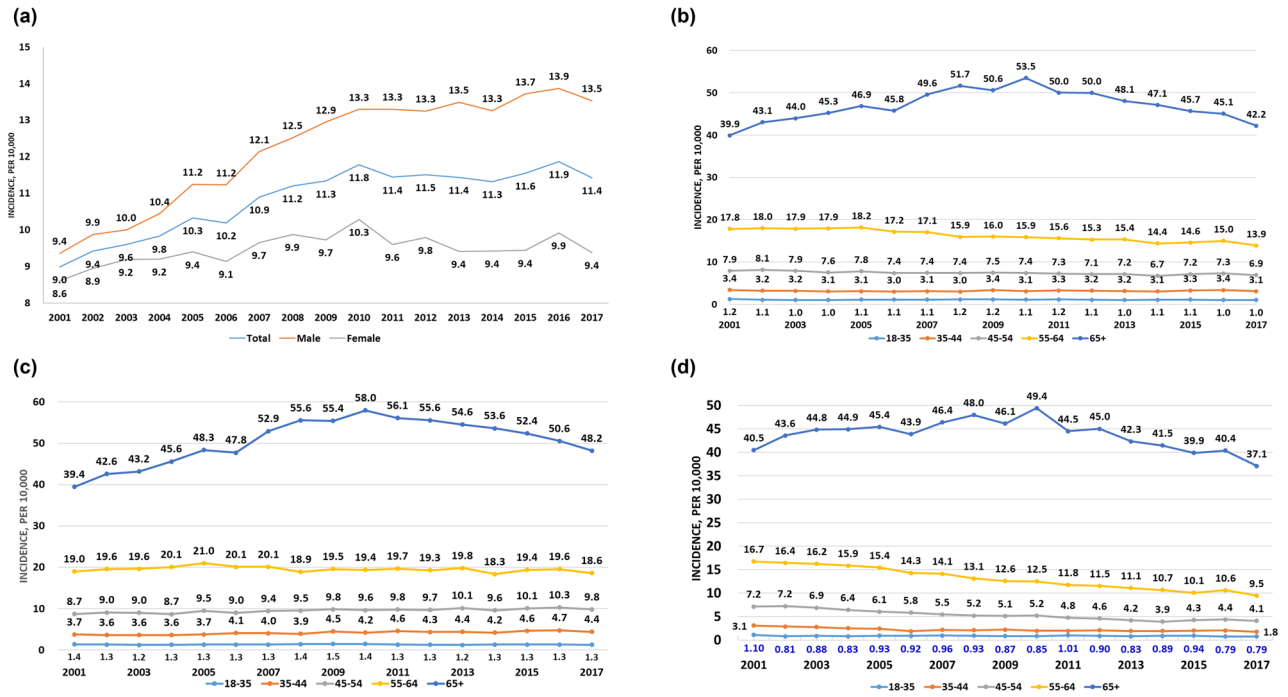 (a)
INCIDENCE, PER 10,000
15
14
13
12
11
10
9
8
9.4 9.9 10.0 10.4 11.2 11.2 12.1 12.5 12.9 13.3 13.3 13.3 13.5 13.3 13.7 13.9 13.5
9.0 9.4 9.6 9.8 10.3 10.2 10.9 11.2 11.3 11.8 11.4 11.5 11.4 11.3 11.6 11.9 11.4
8.6 8.9 9.2 9.2 9.4 9.1 9.7 9.9 9.7 10.3 9.6 9.8 9.4 9.4 9.4 9.9 9.4
2001 2002 2003 2004 2005 2006 2007 2008 2009 2010 2011 2012 2013 2014 2015 2016 2017
Total Male Female
(b)
INCIDENCE, PER 10,000
60
50
40
30
20
10
0
39.9 43.1 44.0 45.3 46.9 45.8 49.6 51.7 50.6 53.5 50.0 50.0 48.1 47.1 45.7 45.1 42.2
17.8 18.0 17.9 17.9 18.2 17.2 17.1 15.9 16.0 15.9 15.6 15.3 15.4 14.4 14.6 15.0 13.9
7.9 8.1 7.9 7.6 7.8 7.4 7.4 7.4 7.5 7.4 7.3 7.1 7.2 6.7 7.2 7.3 6.9
3.4 3.2 3.2 3.1 3.1 3.0 3.1 3.0 3.4 3.1 3.3 3.2 3.2 3.1 3.3 3.4 3.1
1.2 1.1 1.0 1.0 1.1 1.1 1.1 1.2 1.2 1.1 1.2 1.1 1.0 1.1 1.1 1.0 1.0
2001 2003 2005 2007 2009 2011 2013 2015 2017
18-35 35-44 45-54 55-64 65+
(c)
INCIDENCE, PER 10,000
60
50
40
30
20
10
0
39.4 42.6 43.2 45.6 48.3 47.8 52.9 55.6 55.4 58.0 56.1 55.6 54.6 53.6 52.4 50.6 48.2
19.0 19.6 19.6 20.1 21.0 20.1 20.1 18.9 19.5 19.4 19.7 19.3 19.8 18.3 19.4 19.6 18.6
8.7 9.0 9.0 8.7 9.5 9.0 9.4 9.5 9.8 9.6 9.8 9.7 10.1 9.6 10.1 10.3 9.8
3.7 3.6 3.6 3.6 3.7 4.1 4.0 3.9 4.5 4.2 4.6 4.3 4.4 4.2 4.6 4.7 4.4
1.4 1.3 1.2 1.3 1.3 1.3 1.3 1.4 1.5 1.4 1.3 1.3 1.2 1.3 1.3 1.3 1.3
2001 2003 2005 2007 2009 2011 2013 2015 2017
18-35 35-44 45-54 55-64 65+
(d)
INCIDENCE, PER 10,000
50
45
40
35
30
25
20
15
10
5
0
40.5 43.6 44.8 44.9 45.4 43.9 46.4 48.0 46.1 49.4 44.5 45.0 42.3 41.5 39.9 40.4 37.1
16.7 16.4 16.2 15.9 15.4 14.3 14.1 13.1 12.6 12.5 11.8 11.5 11.1 10.7 10.1 10.6 9.5
7.2 7.2 6.9 6.4 6.1 5.8 5.5 5.2 5.1 5.2 4.8 4.6 4.2 3.9 4.3 4.4 4.1
3.1 1.8
1.10 0.81 0.88 0.83 0.93 0.92 0.96 0.93 0.87 0.85 1.01 0.90 0.83 0.89 0.94 0.79 0.79
2001 2003 2005 2007 2009 2011 2013 2015 2017
18-35 35-44 45-54 55-64 65+